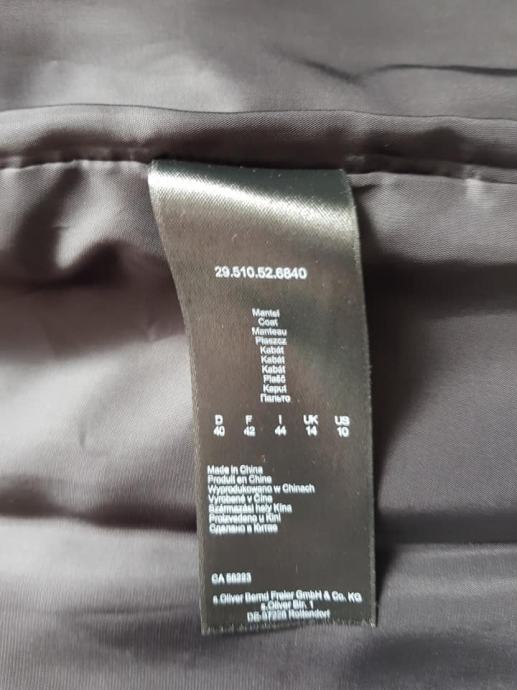 29.510.52.6840
Mantel
Coat
Manteau
Płaszcz
Kabát
Kabát
Kabát
Plašč
Kaput
Пальто
D F I UK US
40 42 44 14 10
Made in China
Produit en Chine
Wyprodukowano w Chinach
Vyrobené v Číne
Származási hely Kína
Proizvedeno u Kini
Сделано в Китае
CA 56223
s.Oliver Bernd Freier GmbH & Co. KG
s.Oliver Str. 1
DE-97228 Rottendorf